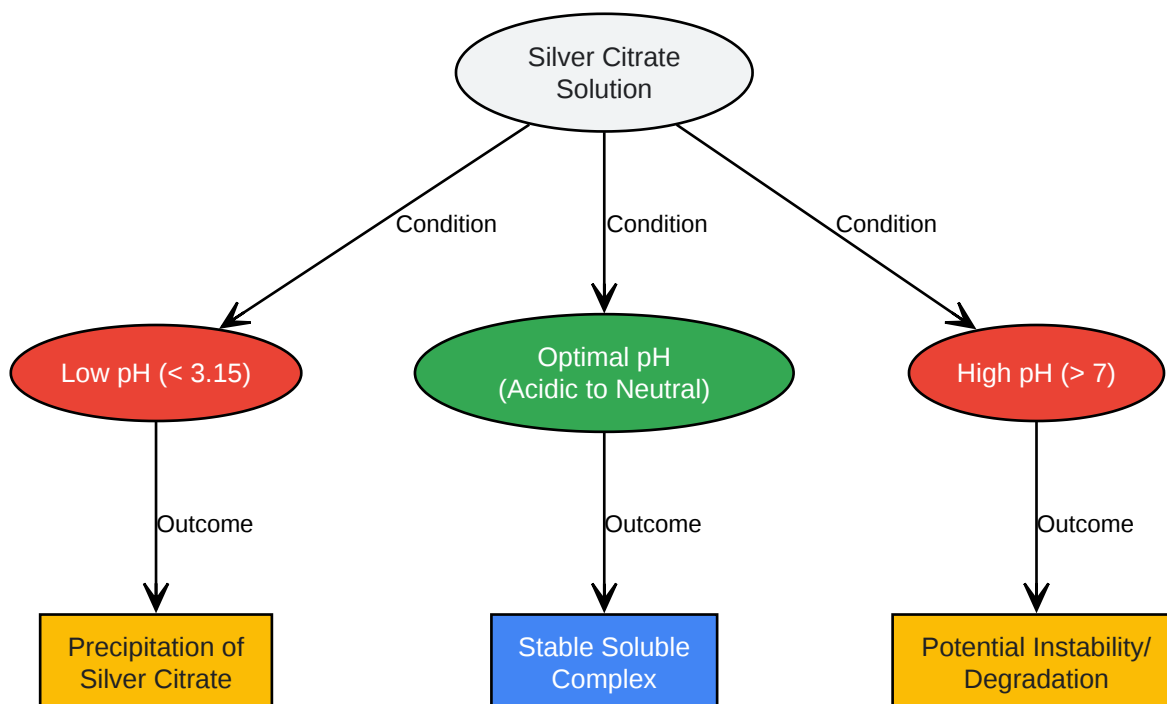 Silver Citrate
Solution
Condition
Condition
Condition
Low pH (< 3.15)
Optimal pH
(Acidic to Neutral)
High pH (> 7)
Outcome
Outcome
Outcome
Precipitation of
Silver Citrate
Stable Soluble
Complex
Potential Instability/
Degradation